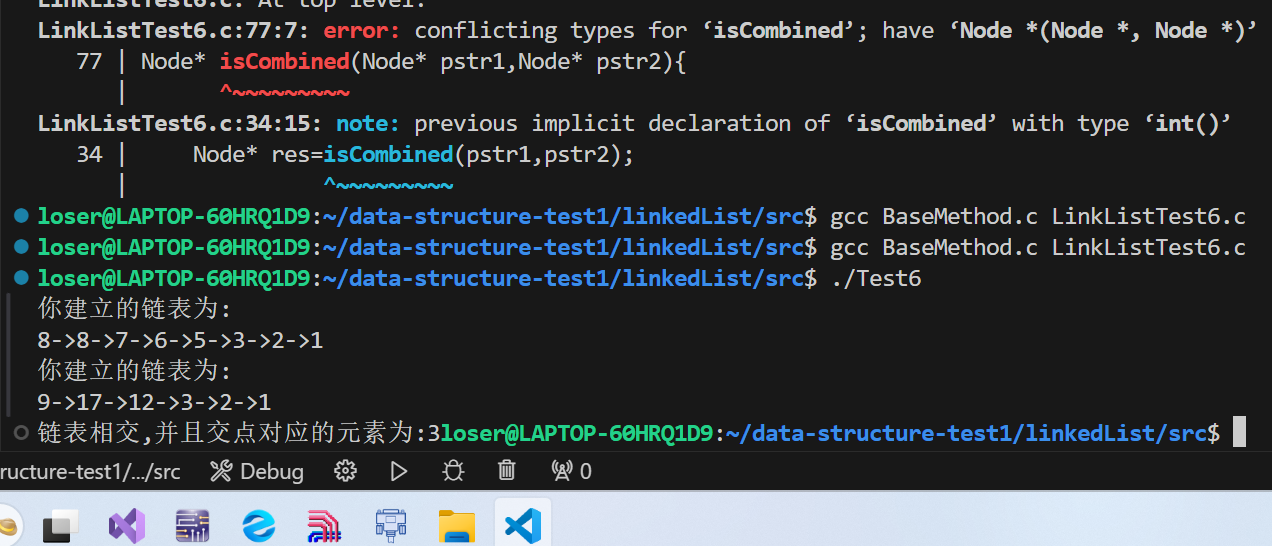 LinkListTest6.c: At top level:
LinkListTest6.c:77:7: error: conflicting types for ‘isCombined’; have ‘Node *(Node *, Node *)’
77 | Node* isCombined(Node* pstr1,Node* pstr2){
| ^~~~~~~~~~
LinkListTest6.c:34:15: note: previous implicit declaration of ‘isCombined’ with type ‘int()’
34 | Node* res=isCombined(pstr1,pstr2);
| ^~~~~~~~~~
loser@LAPTOP-60HRQ1D9:~/data-structure-test1/linkedList/src$ gcc BaseMethod.c LinkListTest6.c
loser@LAPTOP-60HRQ1D9:~/data-structure-test1/linkedList/src$ gcc BaseMethod.c LinkListTest6.c
loser@LAPTOP-60HRQ1D9:~/data-structure-test1/linkedList/src$ ./Test6
你建立的链表为:
8->8->7->6->5->3->2->1
你建立的链表为:
9->17->12->3->2->1
链表相交,并且交点对应的元素为:3loser@LAPTOP-60HRQ1D9:~/data-structure-test1/linkedList/src$
ructure-test1/.../src Debug 0